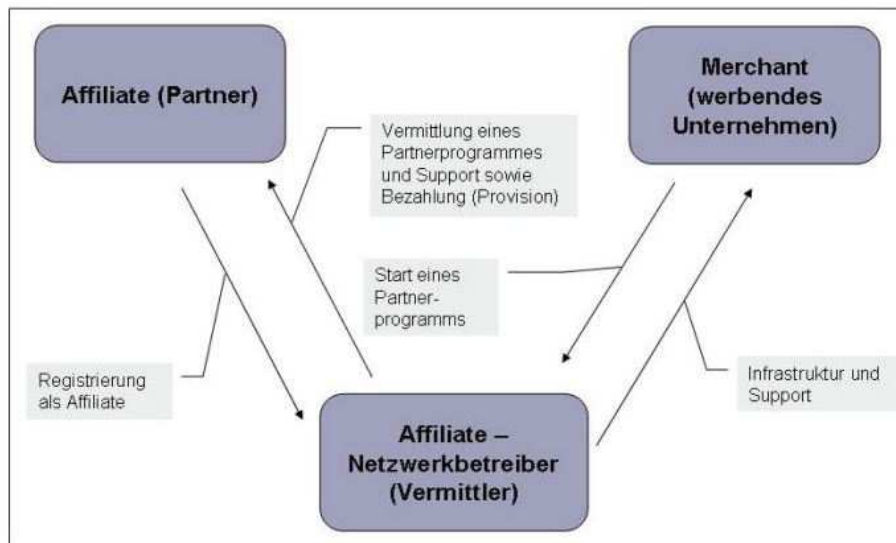 Affiliate (Partner)
Merchant
(werbendes
Unternehmen)
Vermittlung eines
Partnerprogrammes
und Support sowie
Bezahlung (Provision)
Start eines
Partner-
programms
Registrierung
als Affiliate
Infrastruktur und
Support
Affiliate –
Netzwerkbetreiber
(Vermittler)